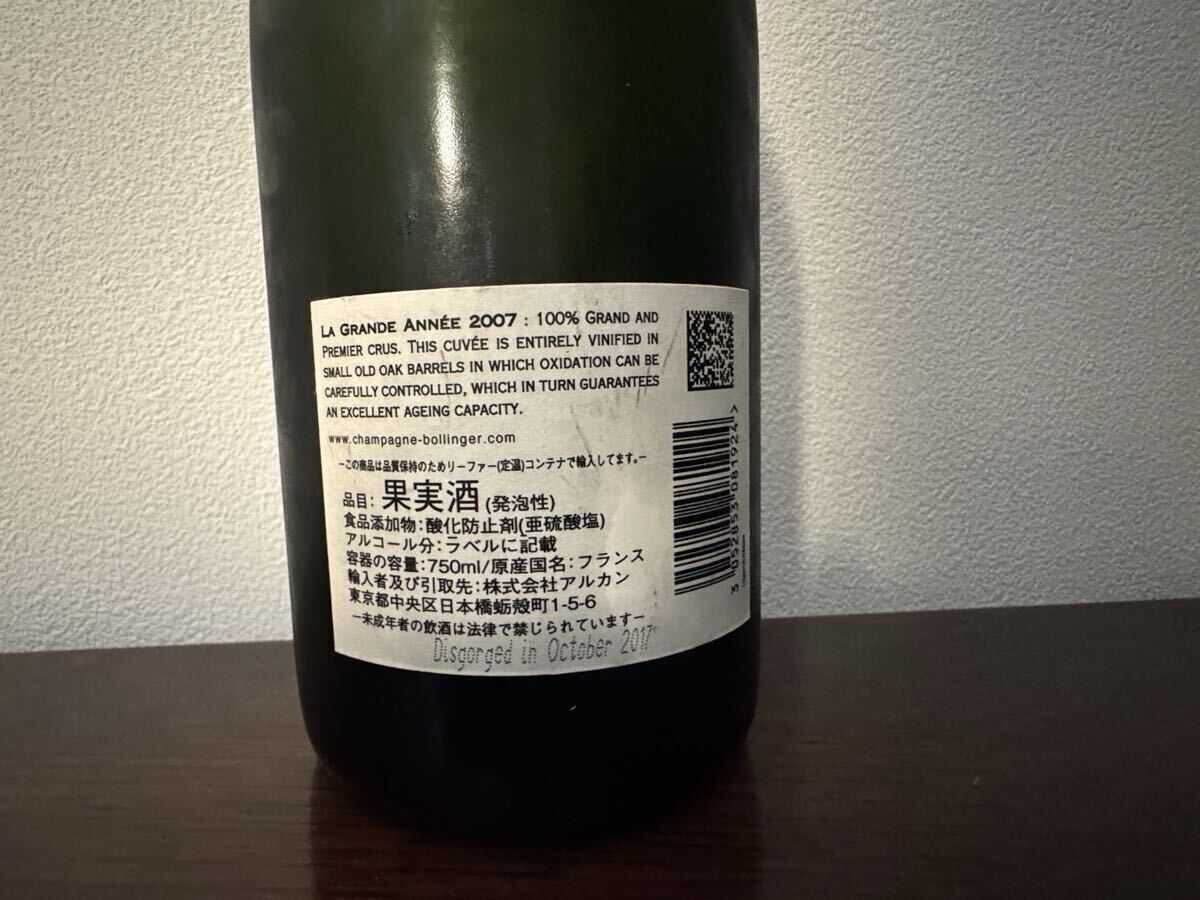 LA GRANDE ANNÉE 2007 : 100% GRAND AND
PREMIER CRUS. THIS CUVÉE IS ENTIRELY VINIFIED IN
SMALL OLD OAK BARRELS IN WHICH OXIDATION CAN BE
CAREFULLY CONTROLLED, WHICH IN TURN GUARANTEES
AN EXCELLENT AGEING CAPACITY.
www.champagne-bollinger.com
−この商品は品質保持のためリーファー(定温)コンテナで輸入してます。−
品目：果実酒(発泡性)
食品添加物：酸化防止剤(亜硫酸塩)
アルコール分：ラベルに記載
容器の容量：750ml/原産国名：フランス
輸入者及び引取先：株式会社アルカン
東京都中央区日本橋蛎殻町1-5-6
−未成年者の飲酒は法律で禁じられています−
Disgorged in October 2017
3 052853 081924 >